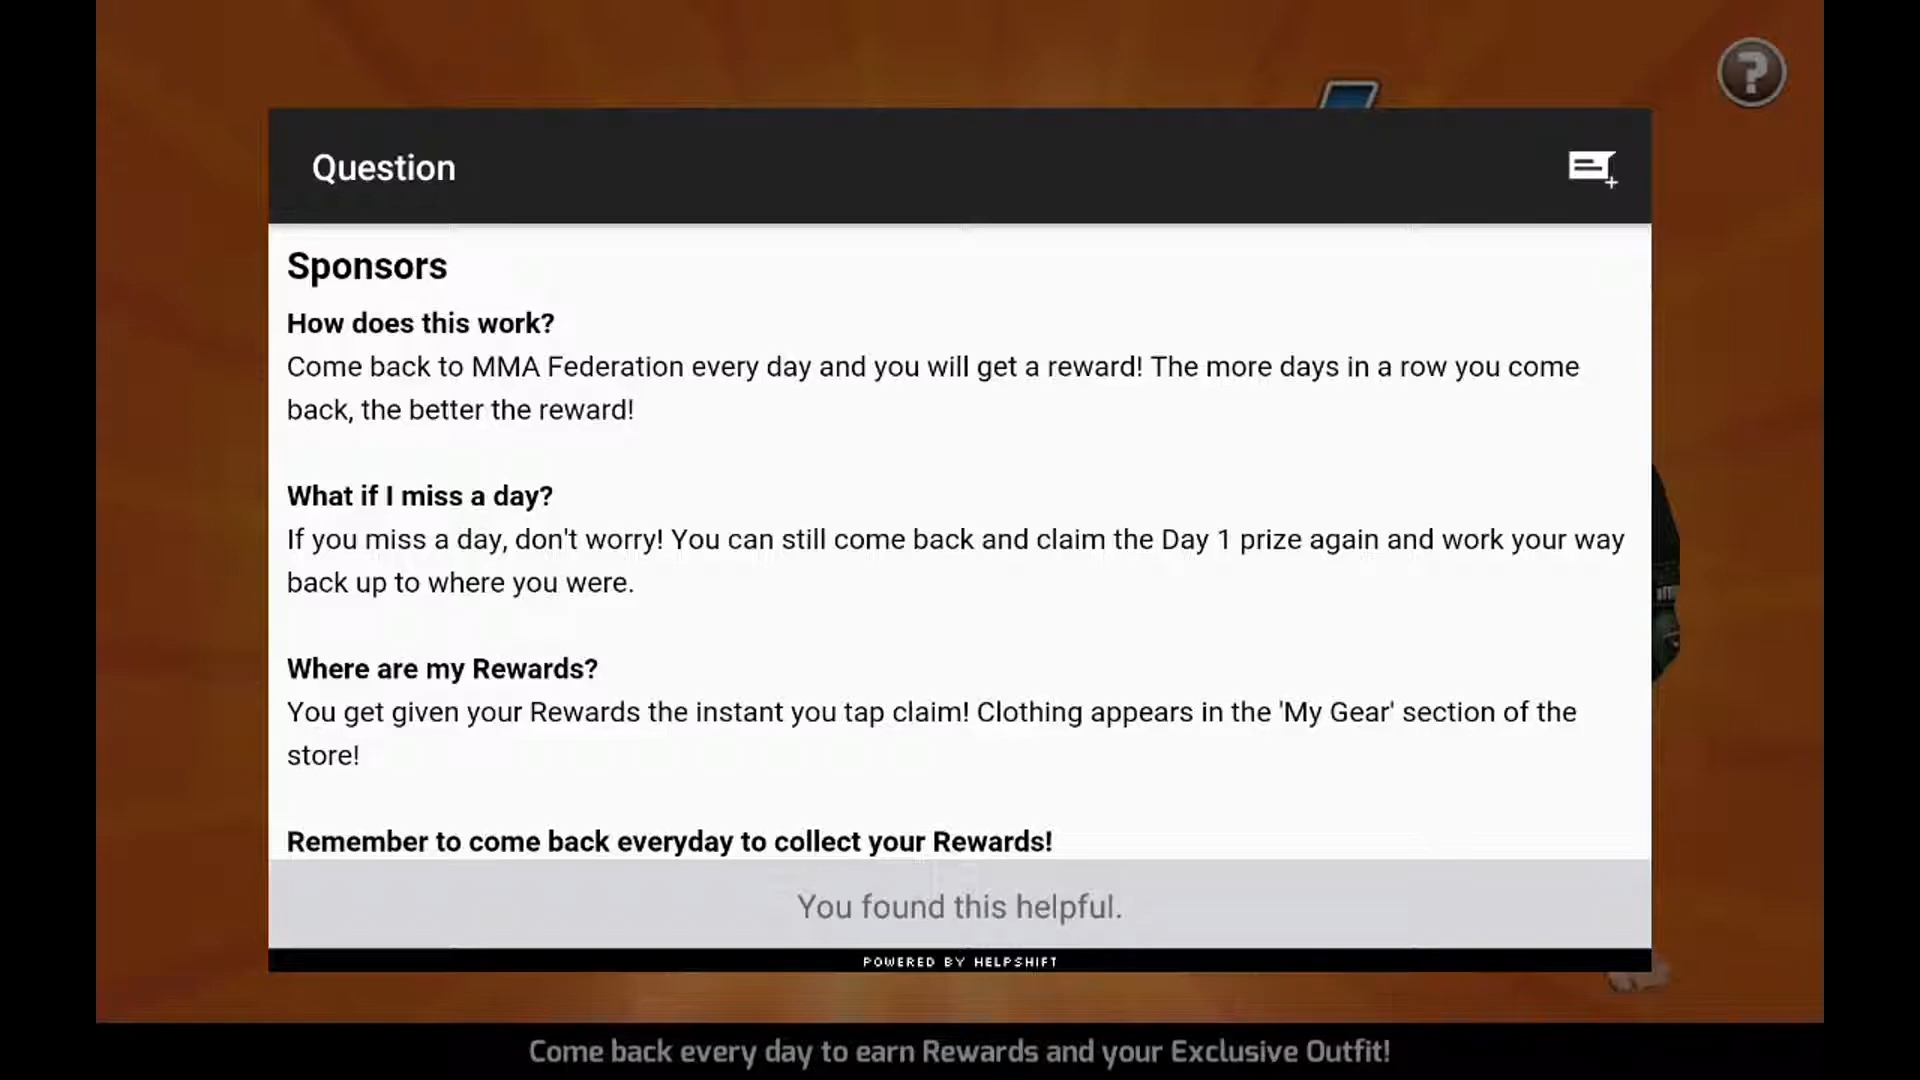 ?
Question
Sponsors
How does this work?
Come back to MMA Federation every day and you will get a reward! The more days in a row you come
back, the better the reward!
What if I miss a day?
If you miss a day, don't worry! You can still come back and claim the Day 1 prize again and work your way
back up to where you were.
Where are my Rewards?
You get given your Rewards the instant you tap claim! Clothing appears in the 'My Gear' section of the
store!
Remember to come back everyday to collect your Rewards!
You found this helpful.
POWERED BY HELPSHIFT
Come back every day to earn Rewards and your Exclusive Outfit!